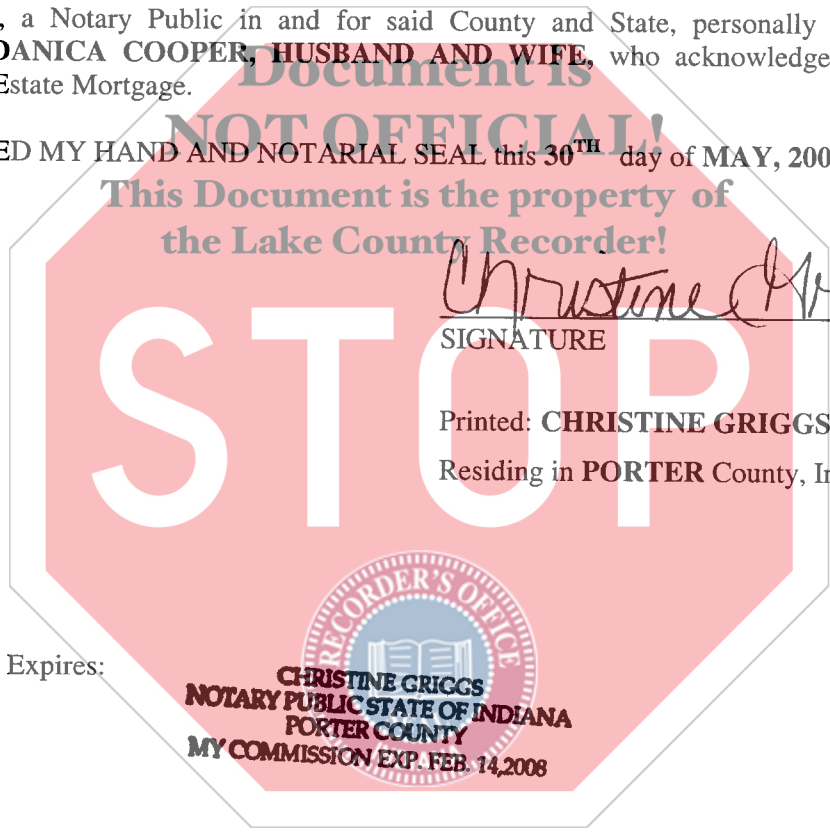 , a Notary Public in and for said County and State, personally
DANICA COOPER, HUSBAND AND WIFE, who acknowledge
Estate Mortgage.
Document is
NOT OFFICIAL!
ED MY HAND AND NOTARIAL SEAL this 30TH day of MAY, 200
This Document is the property of
the Lake County Recorder!
Christine
SIGNATURE
STOP
Printed: CHRISTINE GRIGGS
Residing in PORTER County, In
RECORDER'S OFFICE
Expires:
CHRISTINE GRIGGS
NOTARY PUBLIC STATE OF INDIANA
PORTER COUNTY
MY COMMISSION EXP. FEB. 14,2008